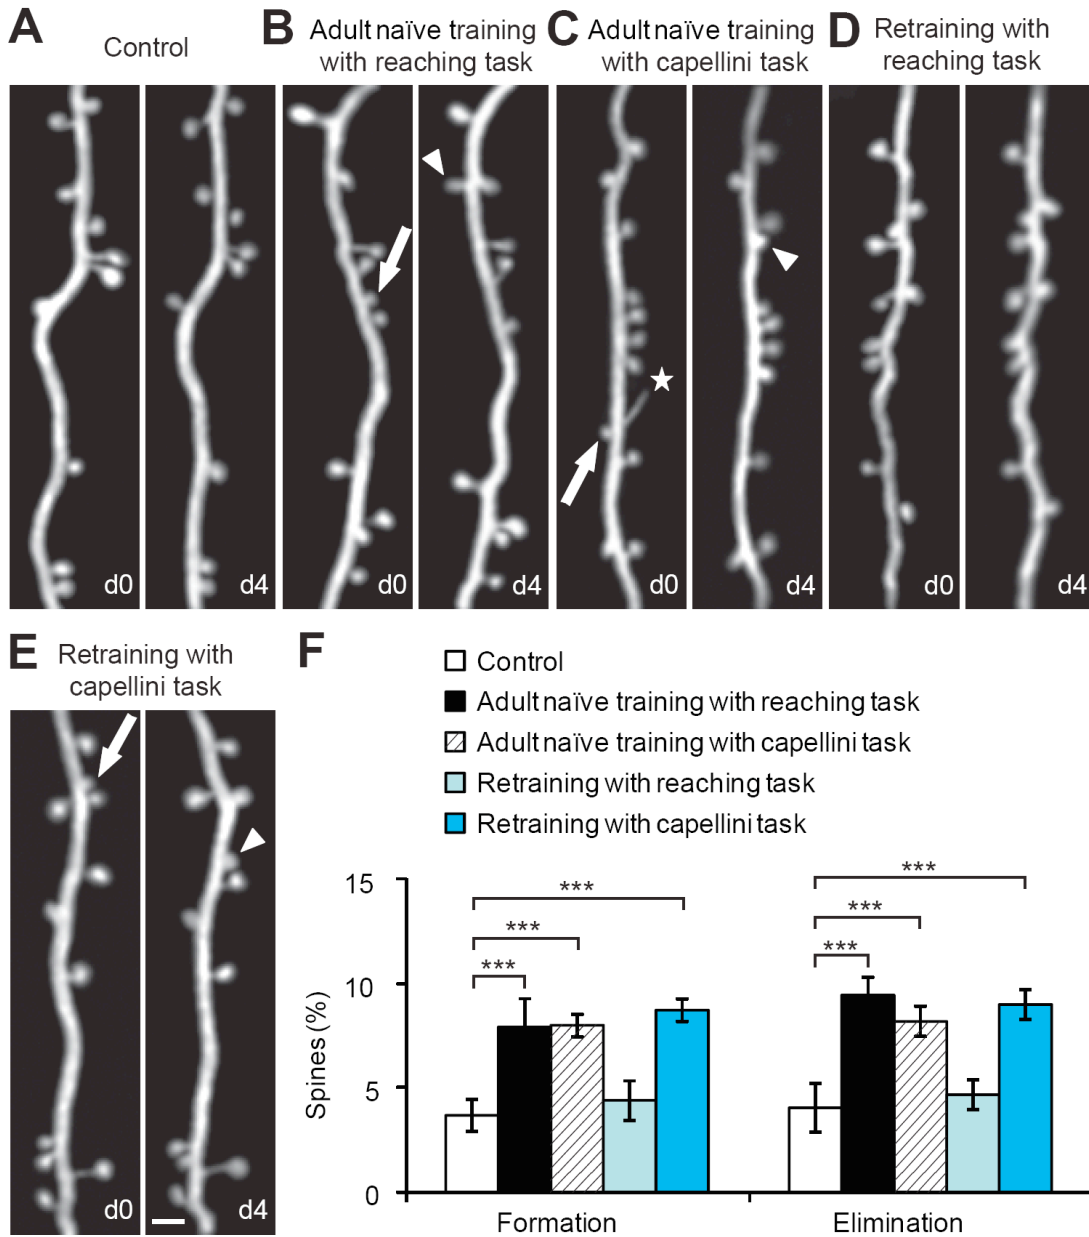 A
Control
B
Adult naïve training
with reaching task
C
Adult naïve training
with capellini task
D
Retraining with
reaching task
d0
d4
d0
d4
d0
d4
d0
d4
E
Retraining with
capellini task
d0
d4
F
Control
Adult naïve training with reaching task
Adult naïve training with capellini task
Retraining with reaching task
Retraining with capellini task
Spines (%)
15
10
5
0
***
***
***
***
***
***
Formation
Elimination